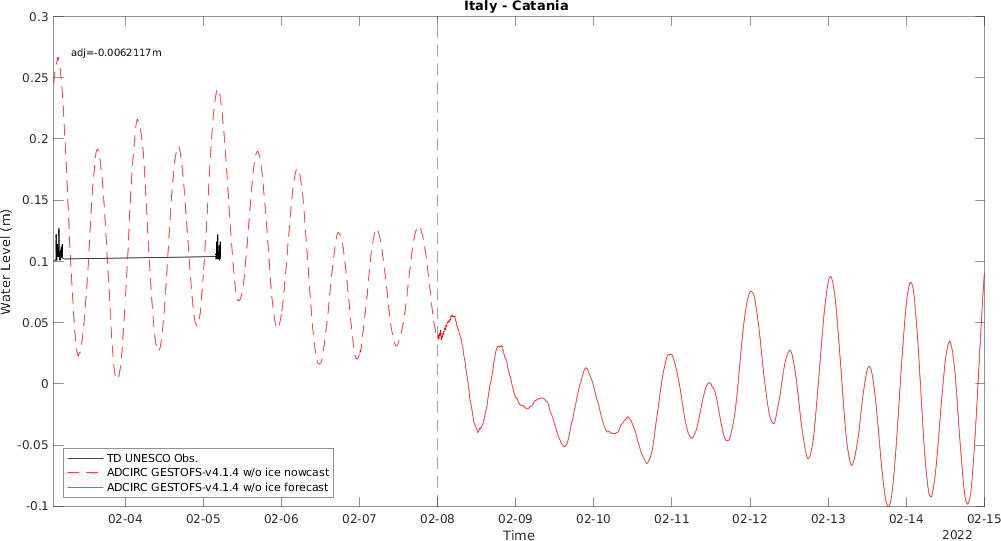 Italy - Catania
0.3
0.25
0.2
0.15
0.1
0.05
0
-0.05
-0.1
Water Level (m)
adj=-0.0062117m
TD UNESCO Obs.
ADCIRC GESTOFS-v4.1.4 w/o ice nowcast
ADCIRC GESTOFS-v4.1.4 w/o ice forecast
02-04 02-05 02-06 02-07 02-08 02-09 02-10 02-11 02-12 02-13 02-14 02-15
Time
2022